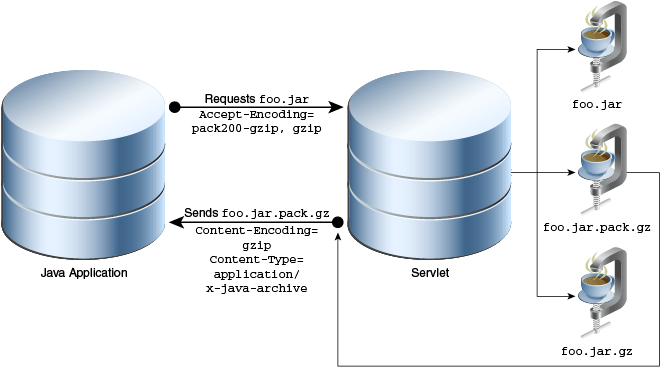 Requests foo.jar
Accept-Encoding=
pack200-gzip, gzip
Sends foo.jar.pack.gz
Content-Encoding=
gzip
Content-Type=
application/
x-java-archive
Java Application
Servlet
foo.jar
foo.jar.pack.gz
foo.jar.gz